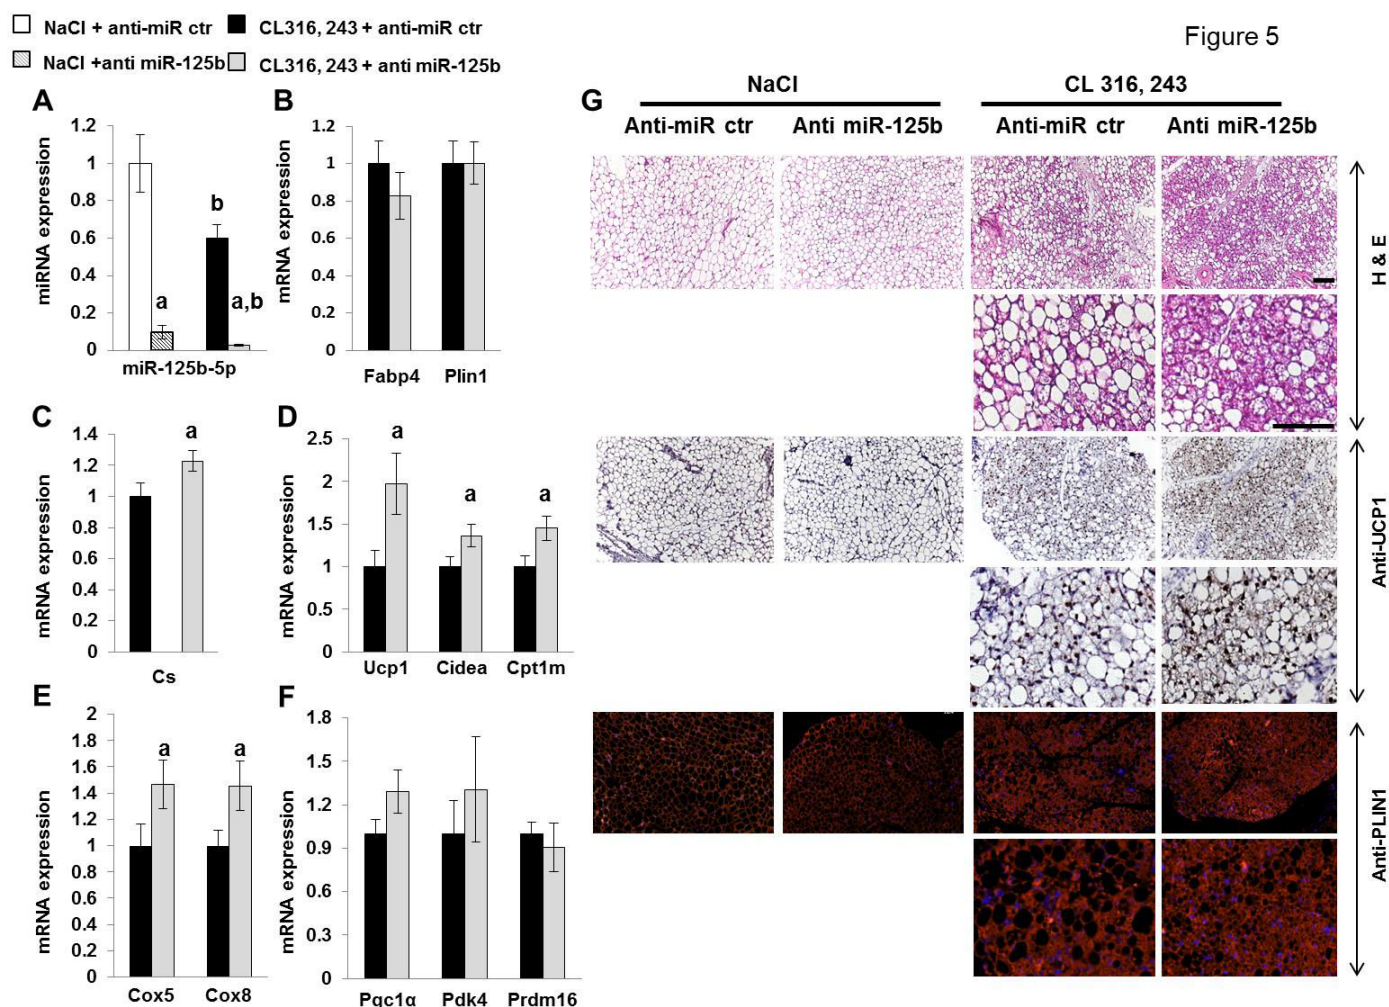 NaCl + anti-miR ctr
CL316, 243 + anti-miR ctr
NaCl +anti miR-125b
CL316, 243 + anti miR-125b
Figure 5
A
miRNA expression
1.2
1
0.8
0.6
0.4
0.2
0
a
b
a,b
miR-125b-5p
B
mRNA expression
1.2
1
0.8
0.6
0.4
0.2
0
Fabp4
Plin1
C
mRNA expression
1.4
1.2
1
0.8
0.6
0.4
0.2
0
a
Cs
D
mRNA expression
2.5
2
1.5
1
0.5
0
a
a
a
Ucp1
Cidea
Cpt1m
E
mRNA expression
2
1.8
1.6
1.4
1.2
1
0.8
0.6
0.4
0.2
0
a
a
Cox5
Cox8
F
mRNA expression
1.8
1.5
1.2
0.9
0.6
0.3
0
Pgc1α
Pdk4
Prdm16
G
NaCl
CL 316, 243
Anti-miR ctr
Anti miR-125b
Anti-miR ctr
Anti miR-125b
H & E
Anti-UCP1
Anti-PLIN1